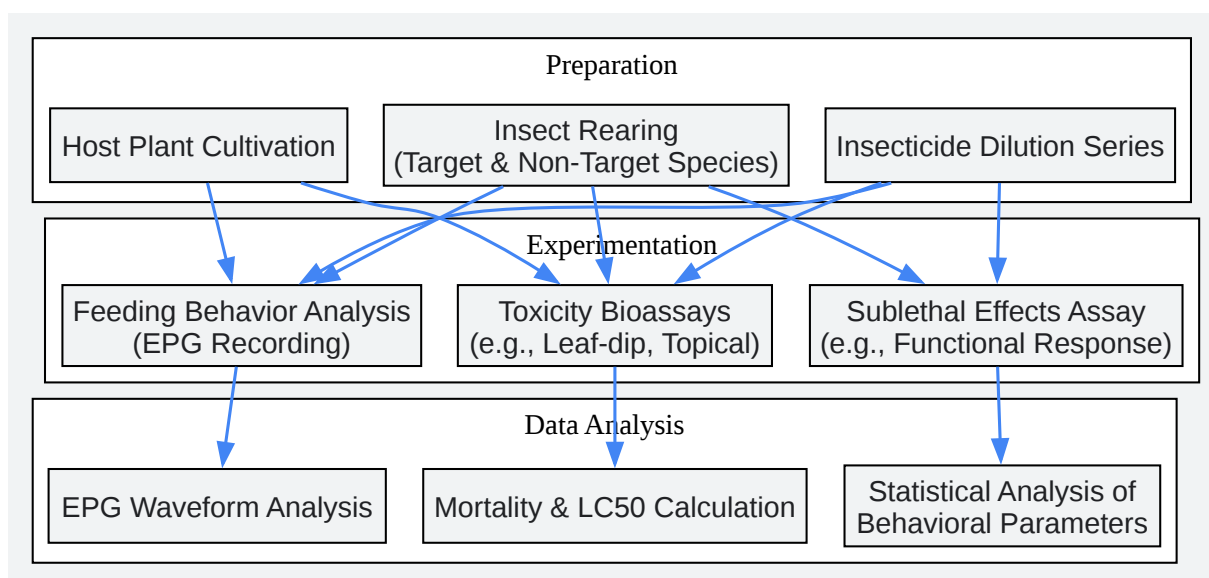 Preparation
Host Plant Cultivation
Insect Rearing
(Target & Non-Target Species)
Insecticide Dilution Series
Experimentation
Feeding Behavior Analysis
(EPG Recording)
Toxicity Bioassays
(e.g., Leaf-dip, Topical)
Sublethal Effects Assay
(e.g., Functional Response)
Data Analysis
EPG Waveform Analysis
Mortality & LC50 Calculation
Statistical Analysis of
Behavioral Parameters